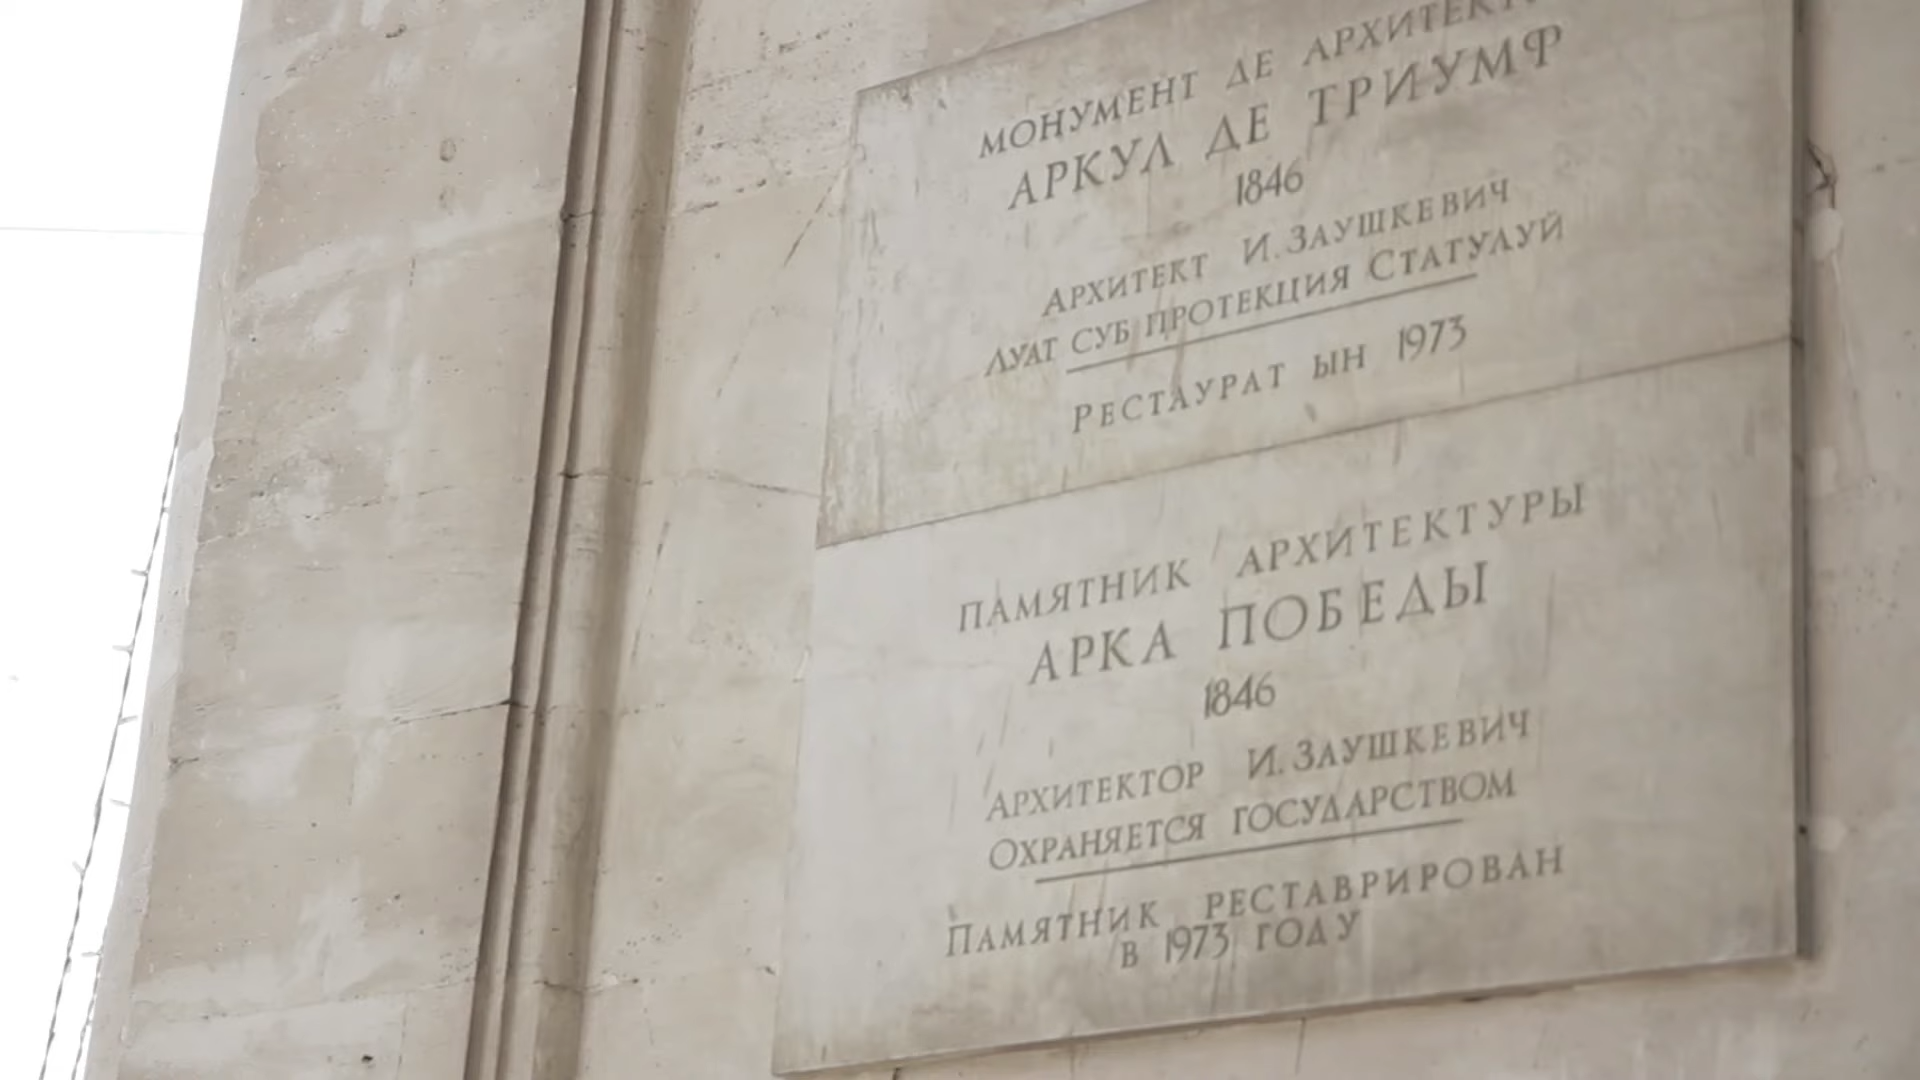 МОНУМЕНТ ДЕ
АРКУЛ ДЕ ТРИУМФ
1846
АРХИТЕКТ И. ЗАУШКЕВИЧ
ЛУАТ СУБ ПРОТЕКЦИЯ СТАТУЛУЙ
РЕСТАУРАТ ЫН 1973
ПАМЯТНИК АРХИТЕКТУРЫ
АРКА ПОБЕДЫ
1846
АРХИТЕКТОР И. ЗАУШКЕВИЧ
ОХРАНЯЕТСЯ ГОСУДАРСТВОМ
ПАМЯТНИК РЕСТАВРИРОВАН
В 1973 ГОДУ